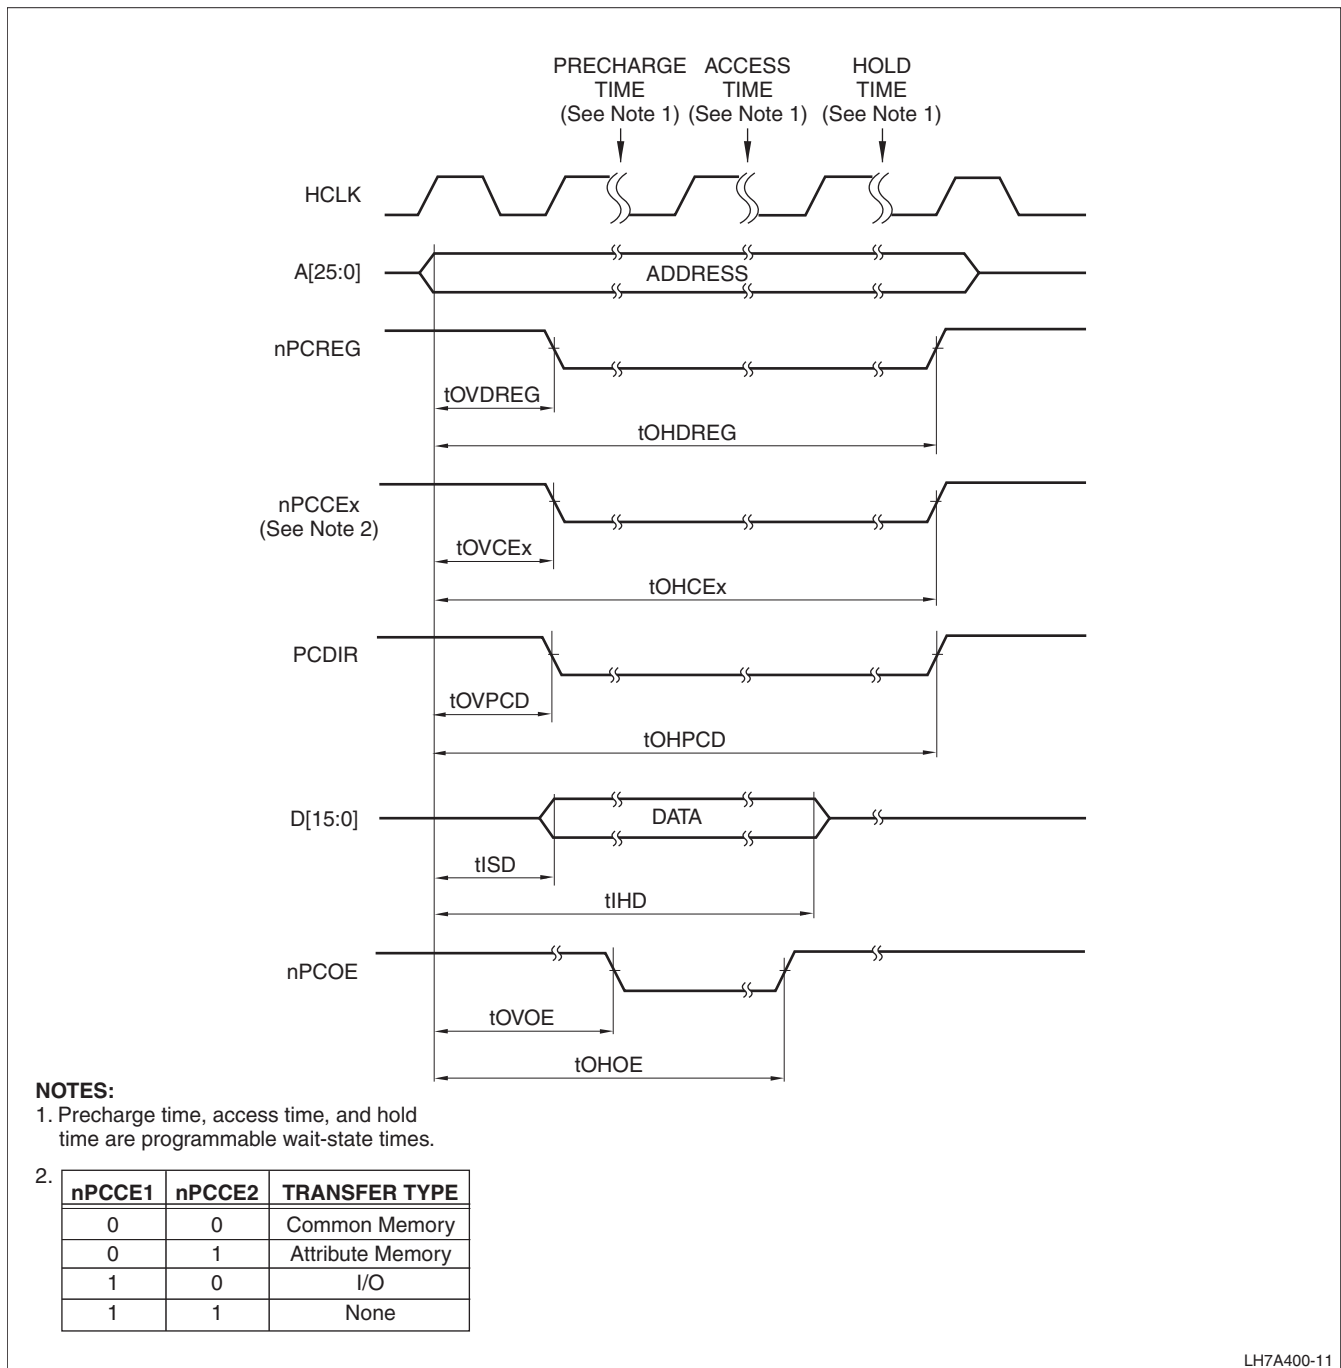 PRECHARGE TIME (See Note 1)
ACCESS TIME (See Note 1)
HOLD TIME (See Note 1)
HCLK
A[25:0]
ADDRESS
nPCREG
tOVDREG
tOHDREG
nPCCEx
(See Note 2)
tOVCEx
tOHCEx
PCDIR
tOVPCD
tOHPCD
D[15:0]
DATA
tISD
tIHD
nPCOE
tOVOE
tOHOE
NOTES:
1. Precharge time, access time, and hold
time are programmable wait-state times.
2.
nPCCE1 nPCCE2 TRANSFER TYPE
0 0 Common Memory
0 1 Attribute Memory
1 0 I/O
1 1 None
LH7A400-11